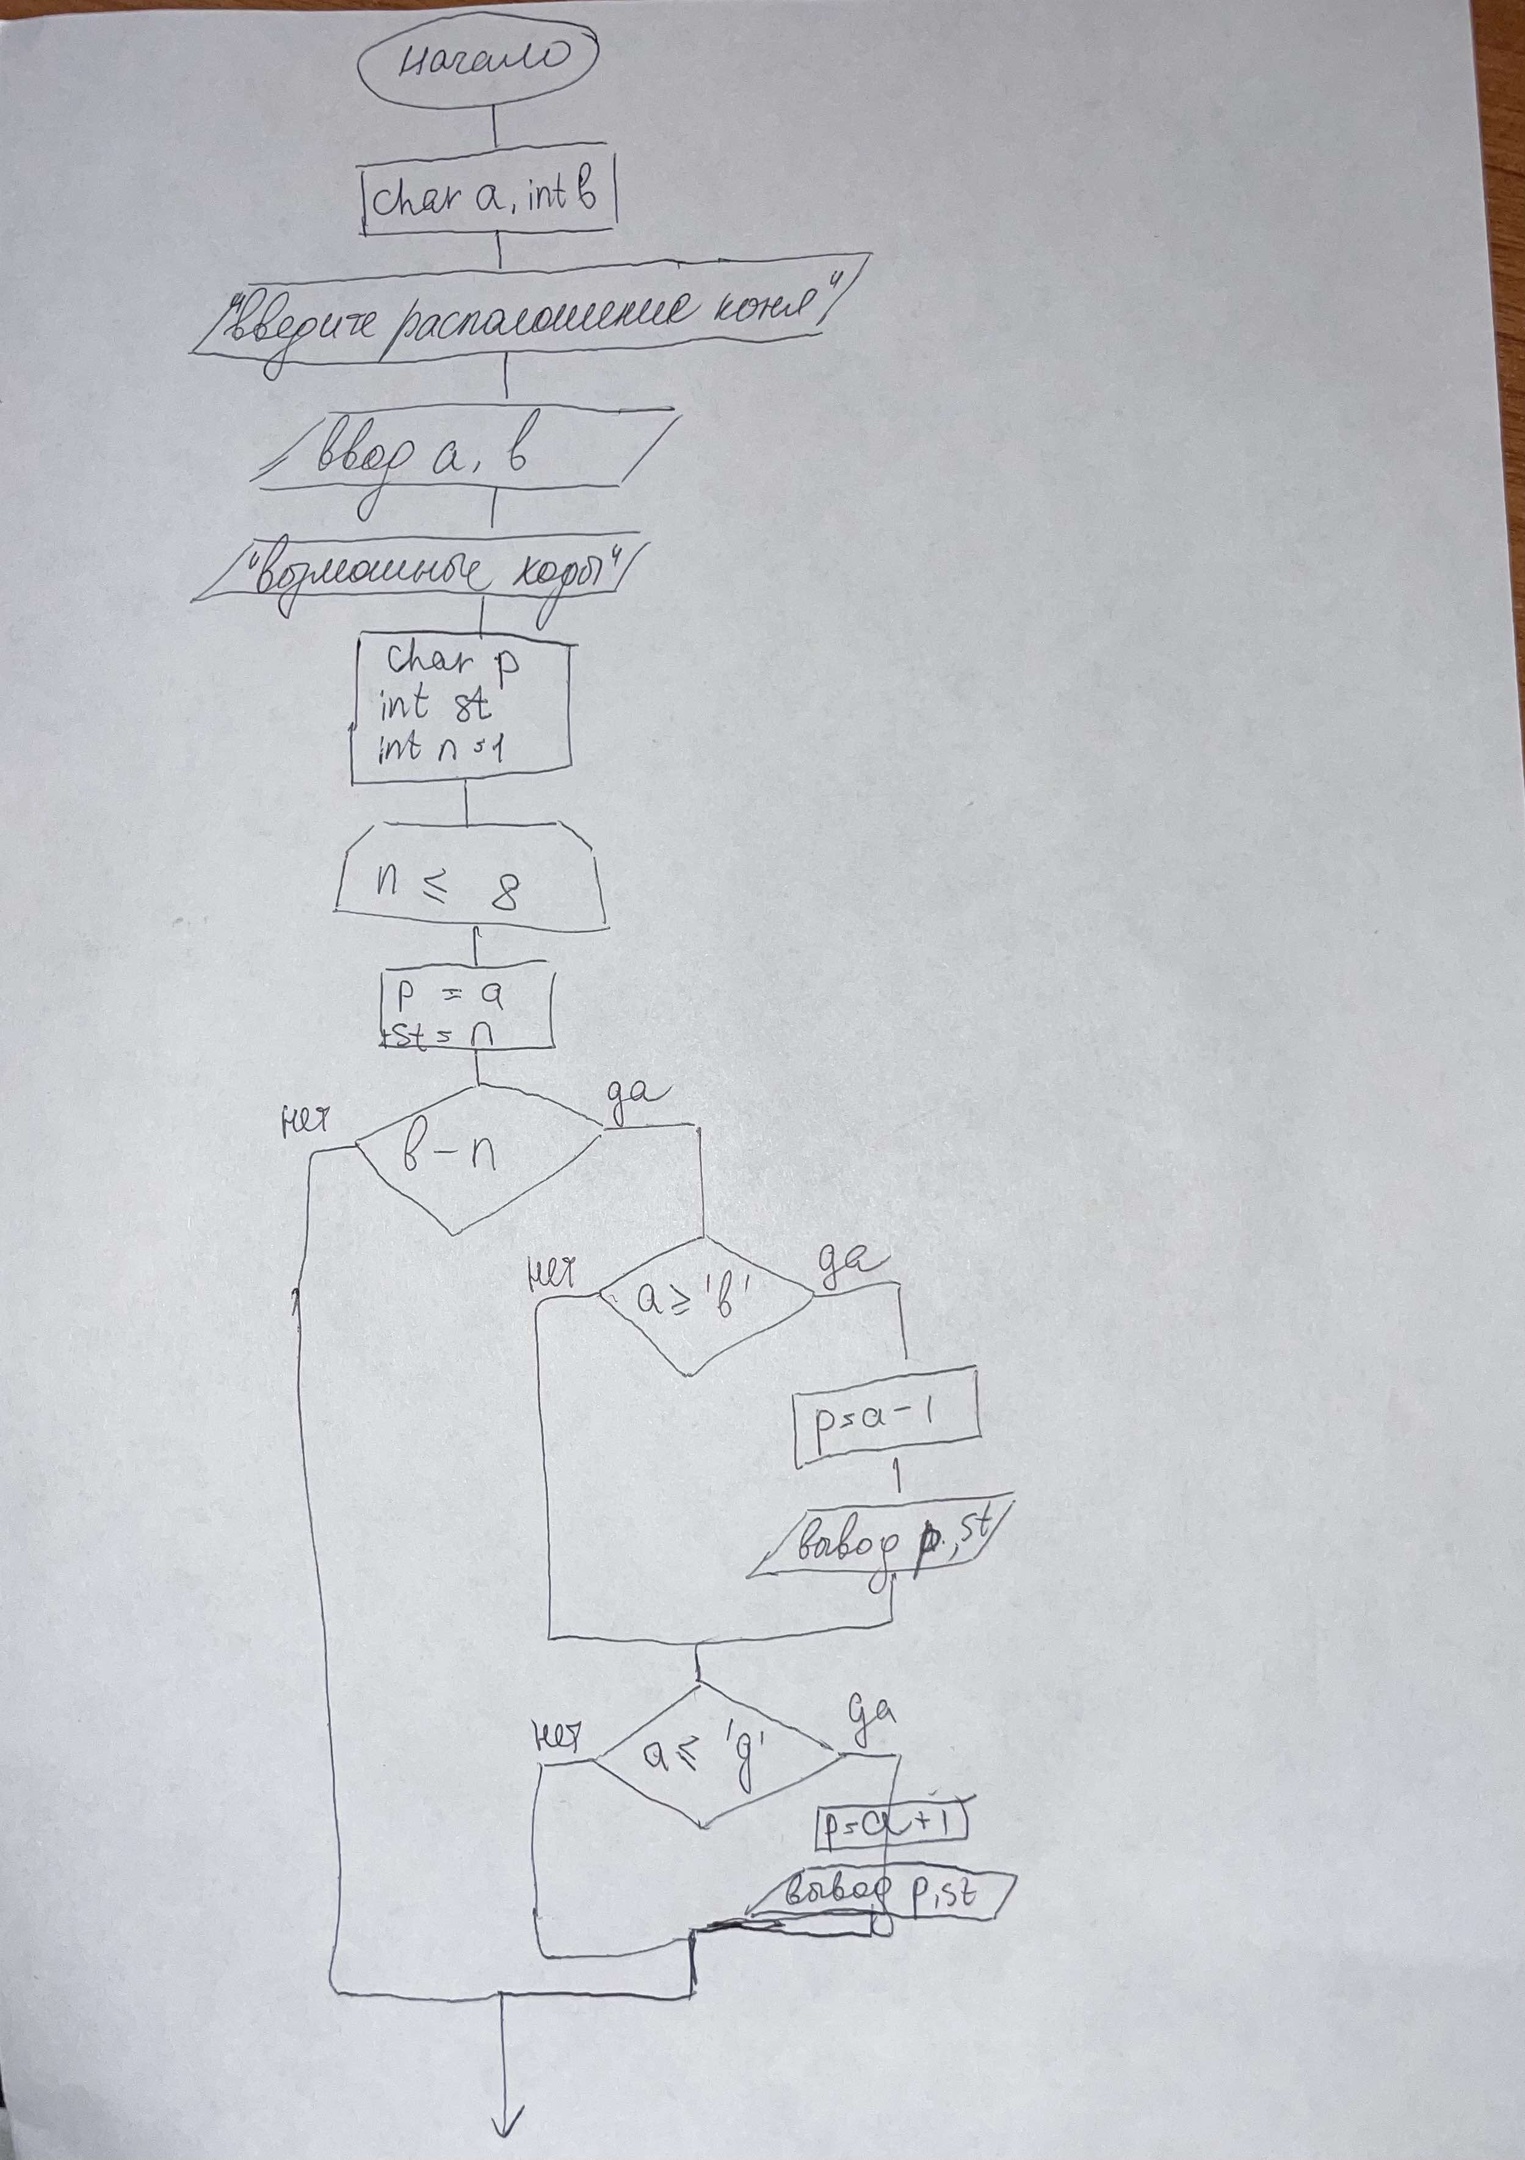 Начало
char a, int b
"Введите расположение коня"
Ввод a, b
"Возможные ходы"
char p
int st
int n=1
n ≤ 8
p = a
st = n
нет
да
b-n
нет
да
a ≥ 'b'
p=a-1
вывод p, st
нет
да
a ≤ 'g'
p=a+1
вывод p, st